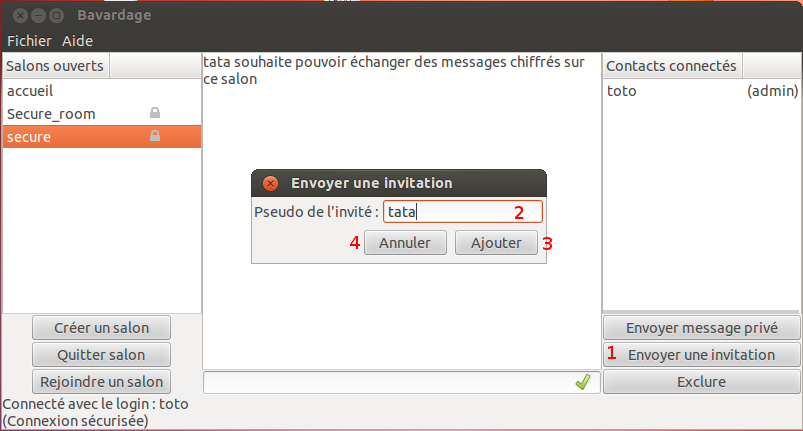 Bavardage
Fichier Aide
Salons ouverts
accueil
Secure_room
secure
tata souhaite pouvoir échanger des messages chiffrés sur
ce salon
Contacts connectés
toto (admin)
Envoyer une invitation
Pseudo de l'invité : tata 2
4 Annuler Ajouter 3
Créer un salon
Quitter salon
Rejoindre un salon
Envoyer message privé
1 Envoyer une invitation
Exclure
Connecté avec le login : toto
(Connexion sécurisée)